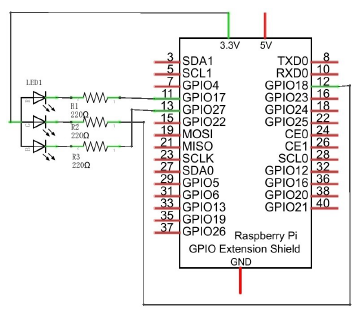 3.3V 5V
LED1
R1
220Ω
R2
220Ω
R3
220Ω
3 SDA1 TXD0 8
5 SCL1 RXD0 10
7 GPIO4 GPIO18 12
11 GPIO17 GPIO23 16
13 GPIO27 GPIO24 18
15 GPIO22 GPIO25 22
19 MOSI CE0 24
21 MISO CE1 26
23 SCLK SCL0 28
27 SDA0 GPIO12 32
29 GPIO5 GPIO16 36
31 GPIO6 GPIO20 38
33 GPIO13 GPIO21 40
35 GPIO19
37 GPIO26
Raspberry Pi
GPIO Extension Shield
GND